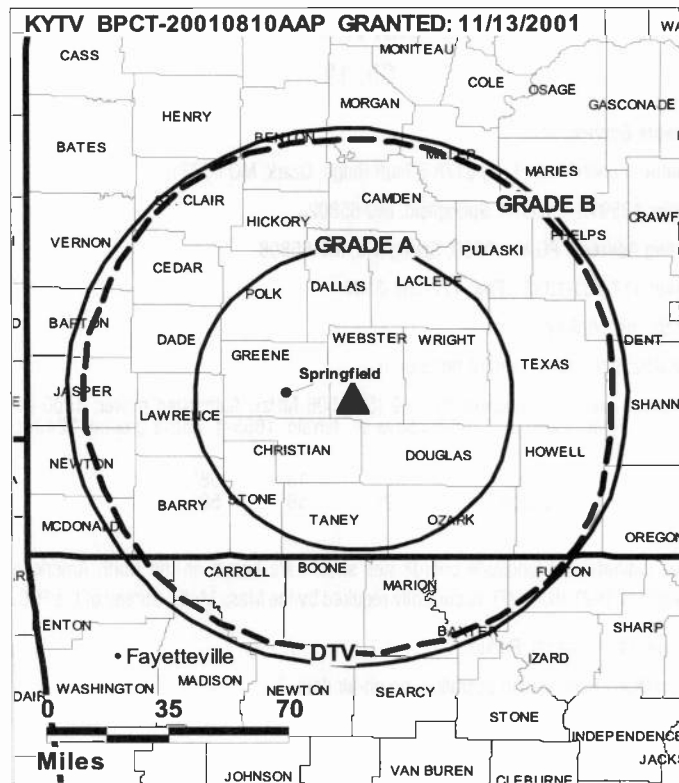 KYTV BPCT-20010810AAP GRANTED: 11/13/2001
WA
MONITEAU
CASS
COLE
OSAGE
GASCONADE
MORGAN
HENRY
BENTON
BATES
MILLER
MARIES
GRADE B
ST. CLAIR
CAMDEN
CRAWF
HICKORY
PHELPS
VERNON
GRADE A
PULASKI
CEDAR
LACLEDE
POLK
DALLAS
BARTON
DADE
WEBSTER
WRIGHT
DENT
GREENE
TEXAS
Springfield
JASPER
SHANN
LAWRENCE
CHRISTIAN
DOUGLAS
HOWELL
NEWTON
BARRY
STONE
TANEY
OZARK
MCDONALD
OREGON
CARROLL
BOONE
FULTON
MARION
ENTON
SHARP
BAXTER
Fayetteville
DTV
IZARD
MADISON
DAIR
WASHINGTON
NEWTON
SEARCY
0 35 70
STONE
INDEPENDENCE
Miles
JACKS
VAN BUREN
JOHNSON
CLEBURNE